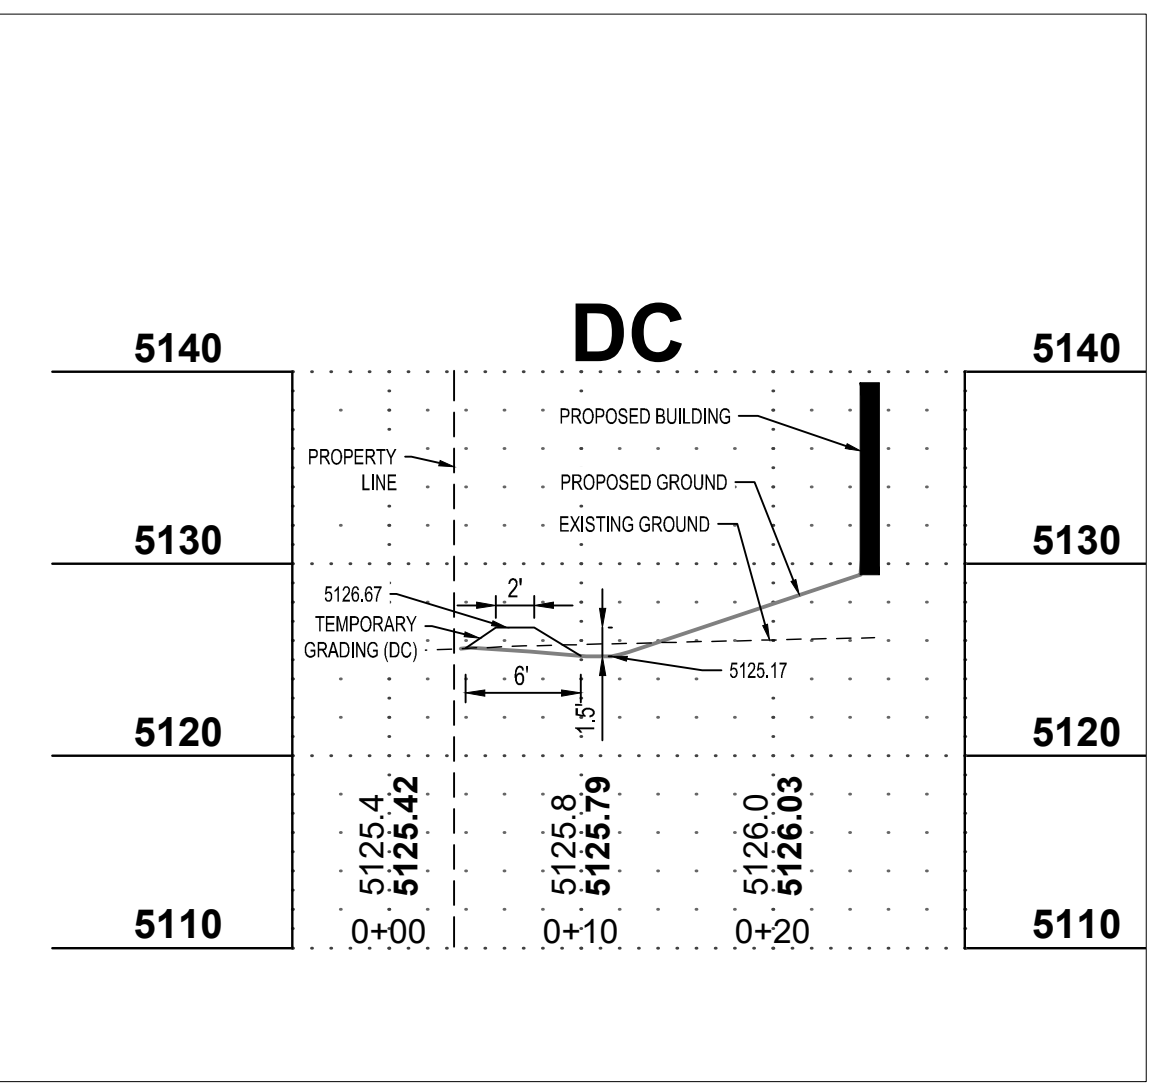 DC
5140
5140
PROPOSED BUILDING
PROPERTY
LINE
PROPOSED GROUND
EXISTING GROUND
5130
5130
2'
5126.67
TEMPORARY
GRADING (DC)
5125.17
6'
1.5'
5120
5120
5125.4
5125.42
5125.8
5125.79
5126.0
5126.03
5110
5110
0+00
0+10
0+20